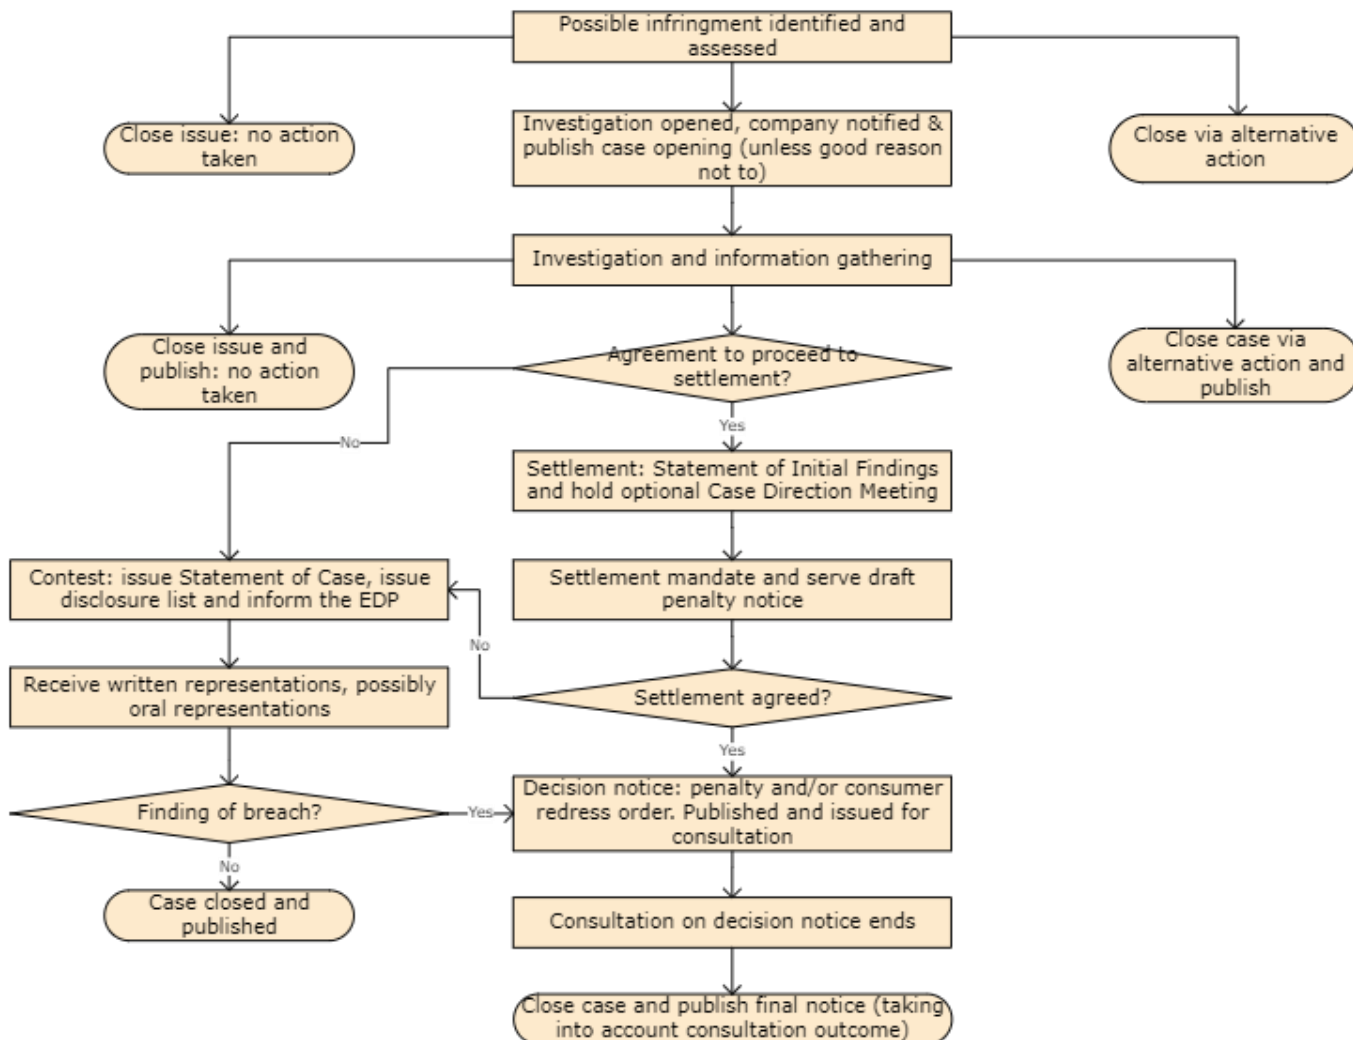 Possible infringment identified and
assessed
Close issue: no action
taken
Investigation opened, company notified &
publish case opening (unless good reason
not to)
Close via alternative
action
Investigation and information gathering
Close issue and
publish: no action
taken
Agreement to proceed to
settlement?
Close case via
alternative action and
publish
No
Yes
Settlement: Statement of Initial Findings
and hold optional Case Direction Meeting
Contest: issue Statement of Case, issue
disclosure list and inform the EDP
Settlement mandate and serve draft
penalty notice
No
Receive written representations, possibly
oral representations
Settlement agreed?
Yes
Finding of breach?
Yes
Decision notice: penalty and/or consumer
redress order. Published and issued for
consultation
No
Case closed and
published
Consultation on decision notice ends
Close case and publish final notice (taking
into account consultation outcome)